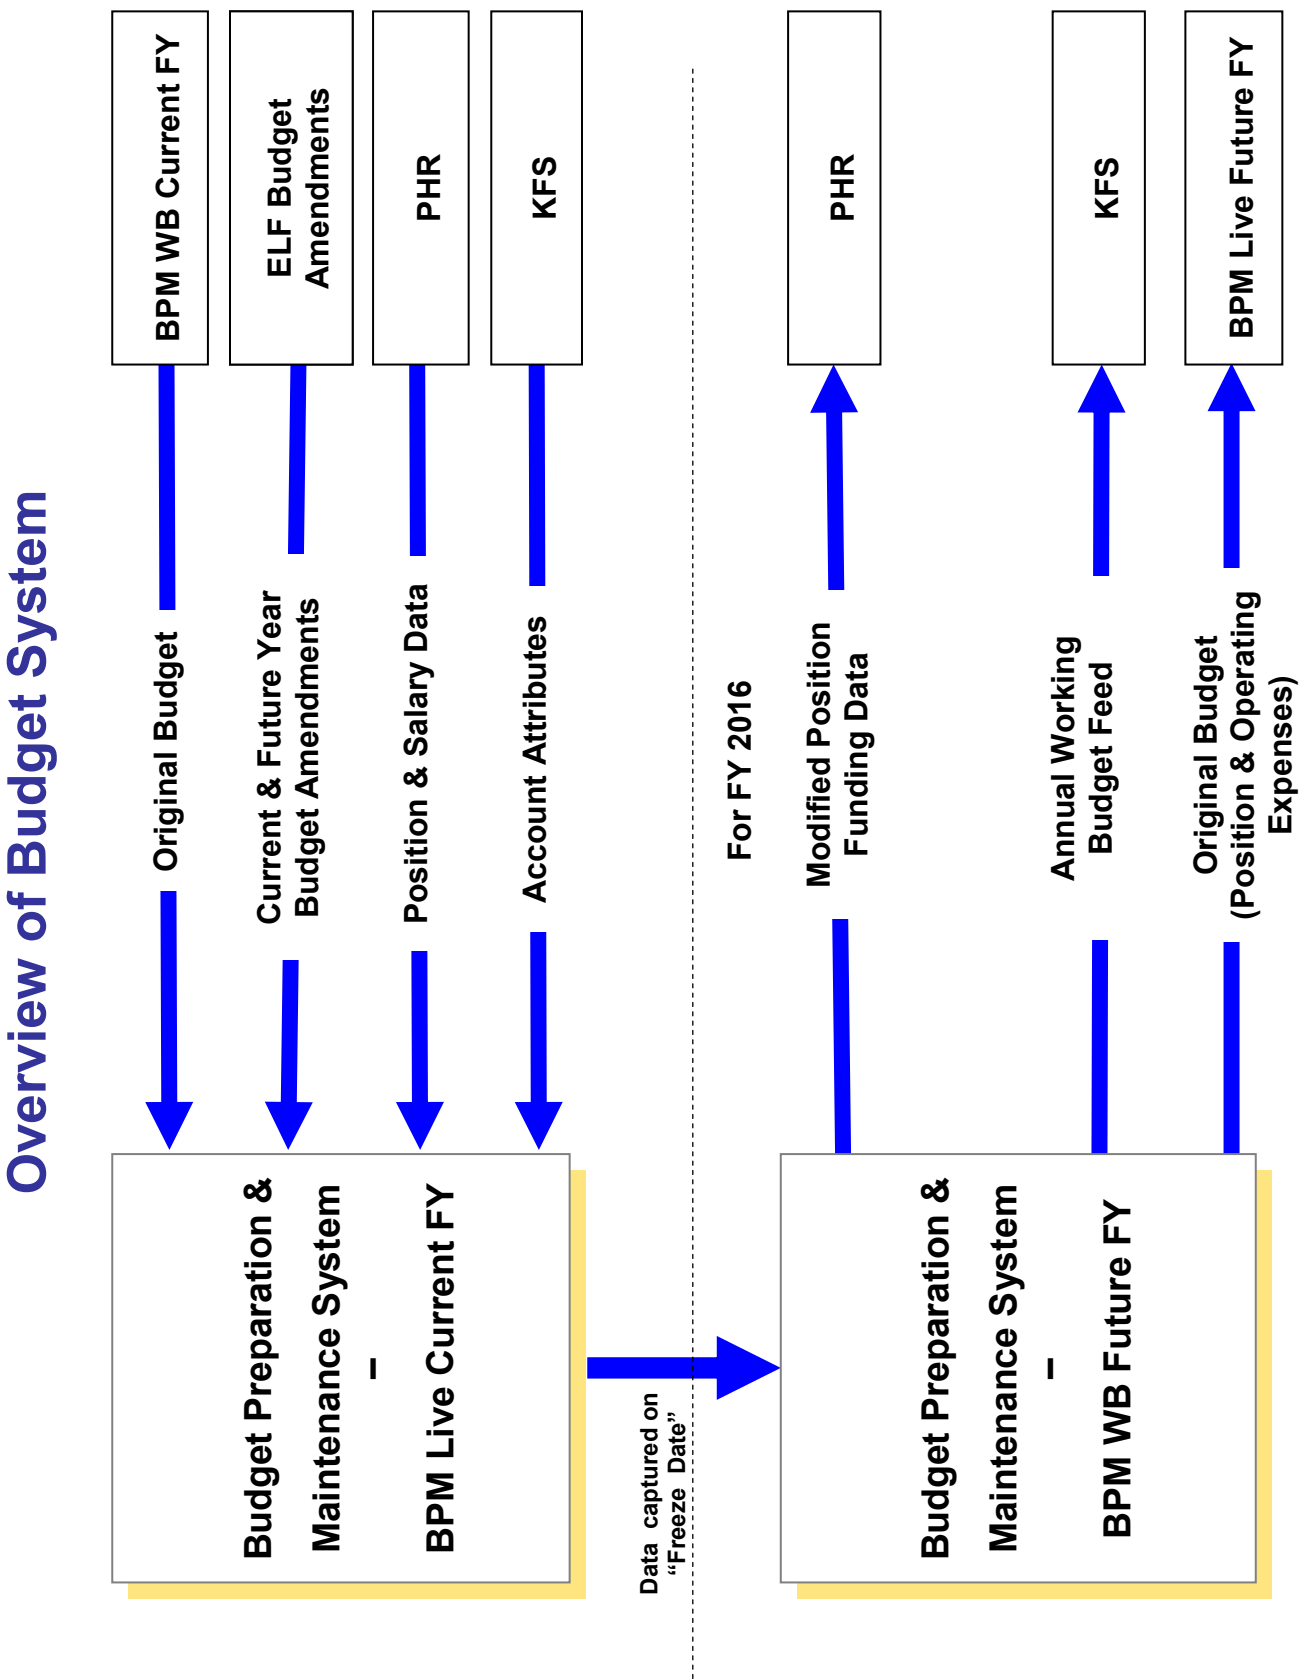 Overview of Budget System
Budget Preparation &
Maintenance System
–
BPM Live Current FY
Original Budget
BPM WB Current FY
Current & Future Year
Budget Amendments
ELF Budget
Amendments
Position & Salary Data
PHR
Account Attributes
KFS
Data captured on
“Freeze Date”
For FY 2016
Budget Preparation &
Maintenance System
–
BPM WB Future FY
Modified Position
Funding Data
PHR
Annual Working
Budget Feed
KFS
Original Budget
(Position & Operating
Expenses)
BPM Live Future FY